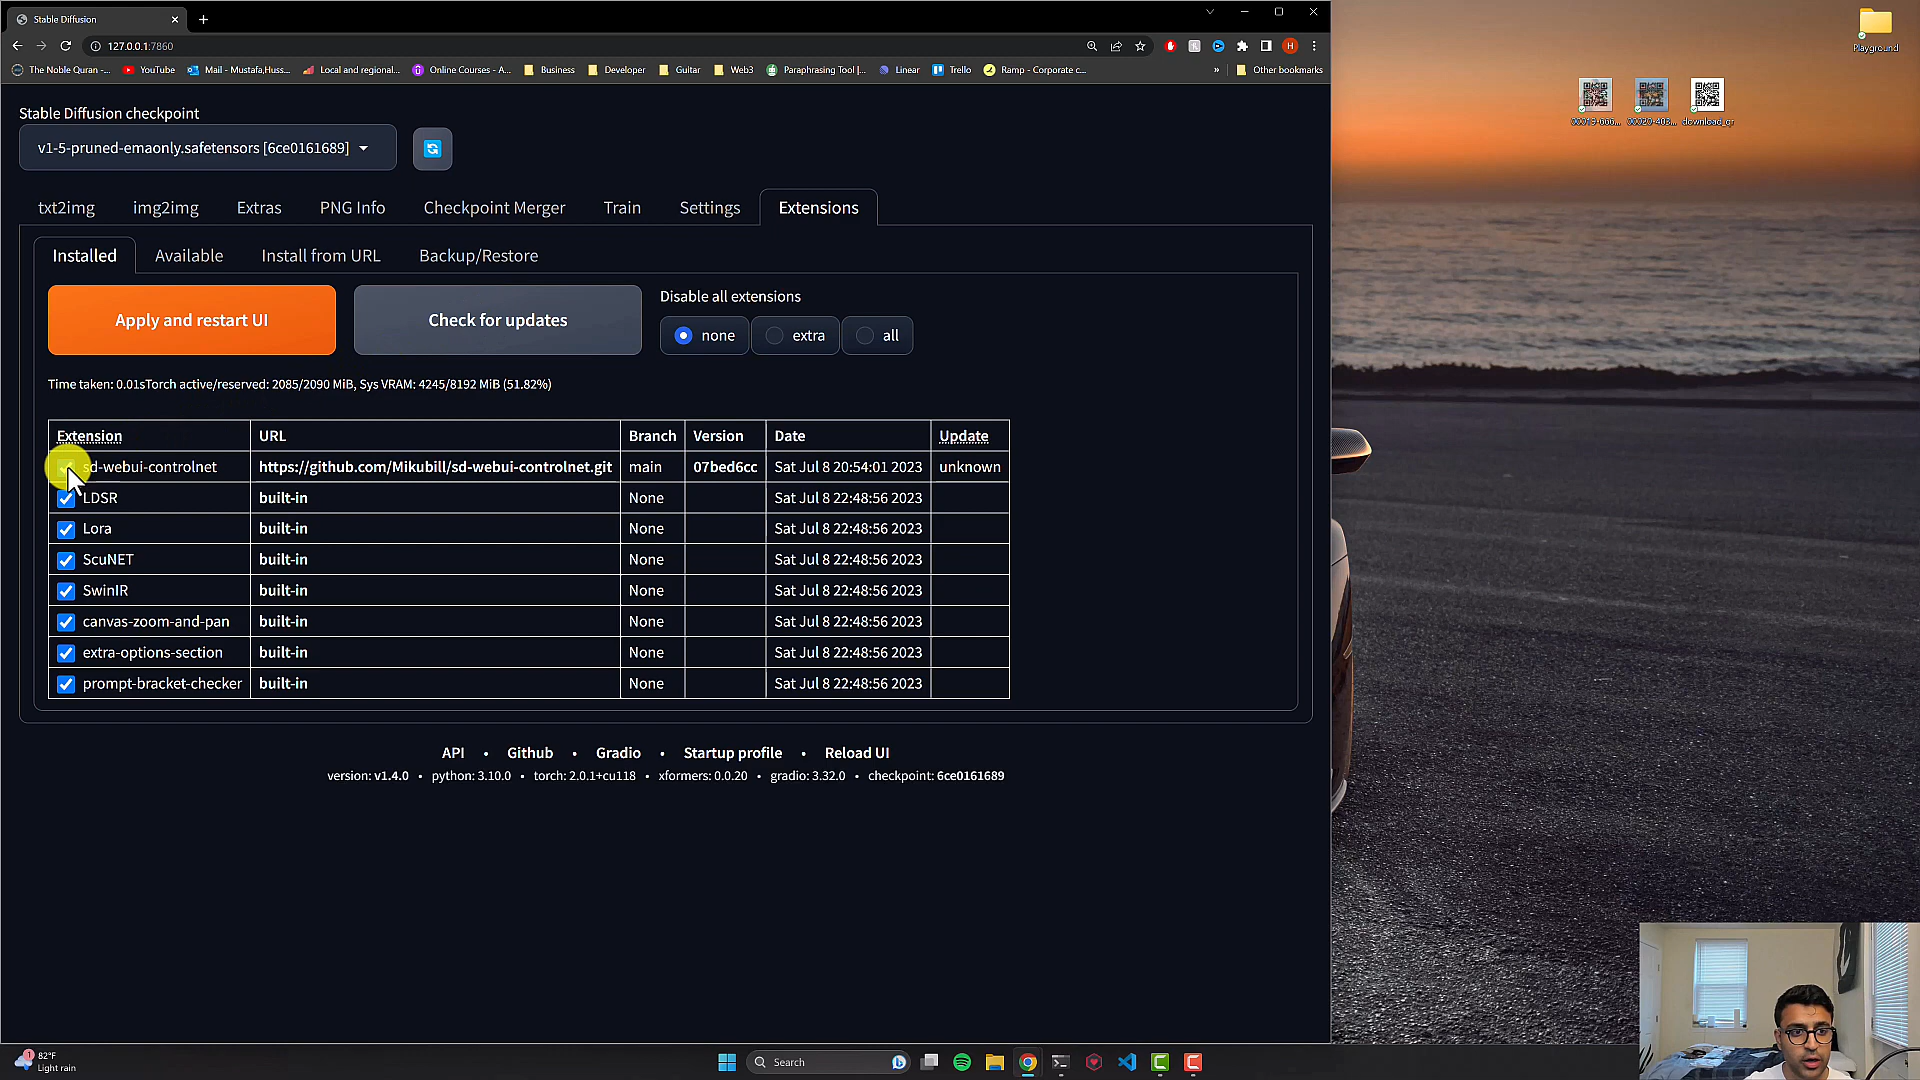 Stable Diffusion
127.0.0.1:7860
The Noble Quran -...
YouTube
Mail - Mustafa,Huss...
Local and regional...
Online Courses - A...
Business
Developer
Guitar
Web3
Paraphrasing Tool |...
Linear
Trello
Ramp - Corporate c...
»
Other bookmarks
Playground
00019-666...
00020-403...
download_qr
Stable Diffusion checkpoint
v1-5-pruned-emaonly.safetensors [6ce0161689]
txt2img
img2img
Extras
PNG Info
Checkpoint Merger
Train
Settings
Extensions
Installed
Available
Install from URL
Backup/Restore
Apply and restart UI
Check for updates
Disable all extensions
none
extra
all
Time taken: 0.01sTorch active/reserved: 2085/2090 MiB, Sys VRAM: 4245/8192 MiB (51.82%)
Extension URL Branch Version Date Update
sd-webui-controlnet https://github.com/Mikubill/sd-webui-controlnet.git main 07bed6cc Sat Jul 8 20:54:01 2023 unknown
LDSR built-in None Sat Jul 8 22:48:56 2023
Lora built-in None Sat Jul 8 22:48:56 2023
ScuNET built-in None Sat Jul 8 22:48:56 2023
SwinIR built-in None Sat Jul 8 22:48:56 2023
canvas-zoom-and-pan built-in None Sat Jul 8 22:48:56 2023
extra-options-section built-in None Sat Jul 8 22:48:56 2023
prompt-bracket-checker built-in None Sat Jul 8 22:48:56 2023
API • Github • Gradio • Startup profile • Reload UI
version: v1.4.0 • python: 3.10.0 • torch: 2.0.1+cu118 • xformers: 0.0.20 • gradio: 3.32.0 • checkpoint: 6ce0161689
1
82°F
Light rain
Search
H